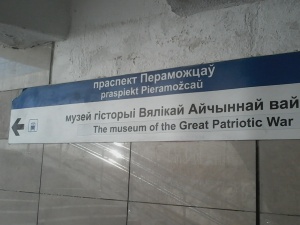 праспект Пераможцаў
praspiekt Pieramožcaŭ
музей гісторыі Вялікай Айчыннай вай
The museum of the Great Patriotic War